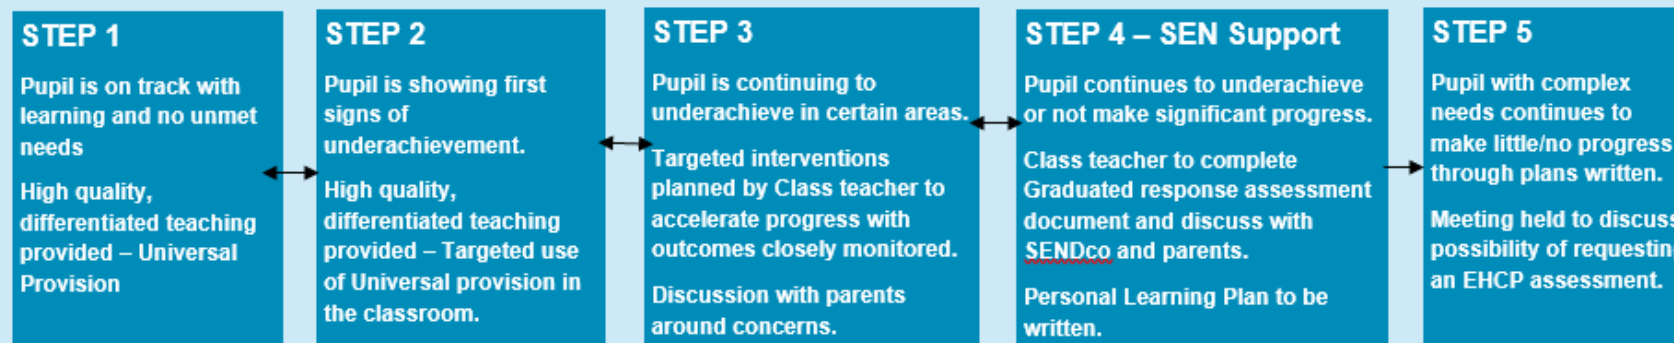 STEP 1
Pupil is on track with
learning and no unmet
needs
High quality,
differentiated teaching
provided – Universal
Provision
STEP 2
Pupil is showing first
signs of
underachievement.
High quality,
differentiated teaching
provided – Targeted use
of Universal provision in
the classroom.
STEP 3
Pupil is continuing to
underachieve in certain areas.
Targeted interventions
planned by Class teacher to
accelerate progress with
outcomes closely monitored.
Discussion with parents
around concerns.
STEP 4 – SEN Support
Pupil continues to underachieve
or not make significant progress.
Class teacher to complete
Graduated response assessment
document and discuss with
SENDco and parents.
Personal Learning Plan to be
written.
STEP 5
Pupil with complex
needs continues to
make little/no progress
through plans written.
Meeting held to discuss
possibility of requesting
an EHCP assessment.